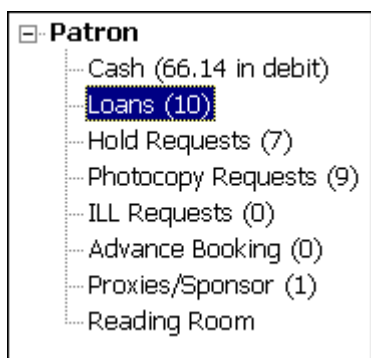 Patron
Cash (66.14 in debit)
Loans (10)
Hold Requests (7)
Photocopy Requests (9)
ILL Requests (0)
Advance Booking (0)
Proxies/Sponsor (1)
Reading Room